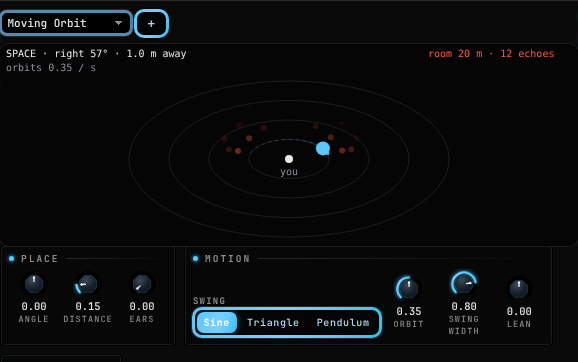 Moving Orbit
+
SPACE · right 57° · 1.0 m away
room 20 m · 12 echoes
orbits 0.35 / s
you
PLACE
0.00
ANGLE
0.15
DISTANCE
0.00
EARS
MOTION
SWING
Sine
Triangle
Pendulum
0.35
ORBIT
0.80
SWING
WIDTH
0.00
LEAN